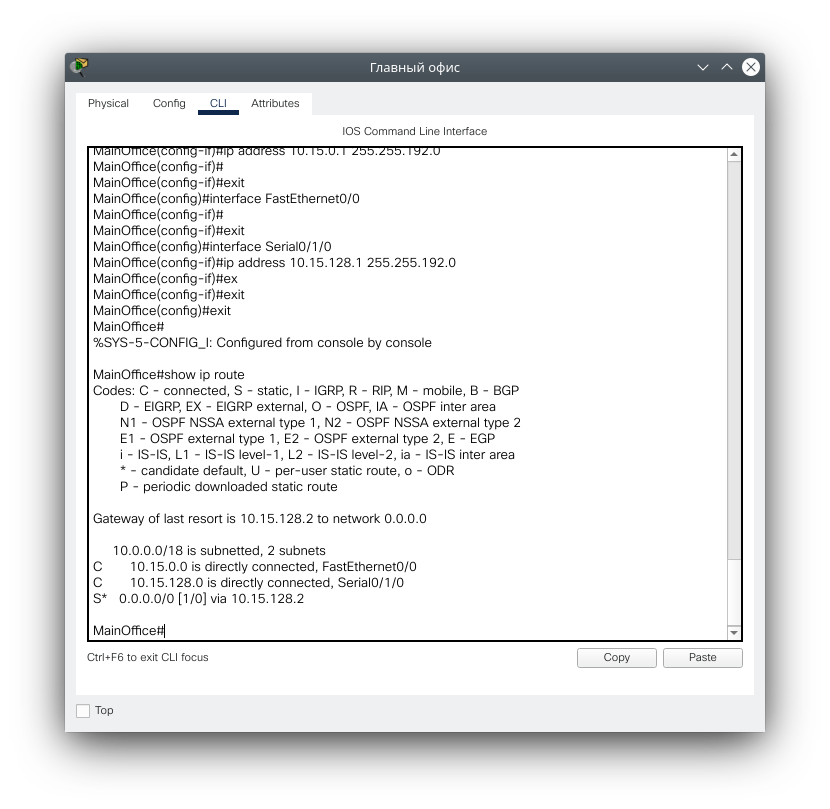 Главный офис
Physical Config CLI Attributes
IOS Command Line Interface
MainOffice(config-if)#ip address 10.15.0.1 255.255.192.0
MainOffice(config-if)#
MainOffice(config-if)#exit
MainOffice(config)#interface FastEthernet0/0
MainOffice(config-if)#
MainOffice(config-if)#exit
MainOffice(config)#interface Serial0/1/0
MainOffice(config-if)#ip address 10.15.128.1 255.255.192.0
MainOffice(config-if)#ex
MainOffice(config-if)#exit
MainOffice(config)#exit
MainOffice#
%SYS-5-CONFIG_I: Configured from console by console
MainOffice#show ip route
Codes: C - connected, S - static, I - IGRP, R - RIP, M - mobile, B - BGP
D - EIGRP, EX - EIGRP external, O - OSPF, IA - OSPF inter area
N1 - OSPF NSSA external type 1, N2 - OSPF NSSA external type 2
E1 - OSPF external type 1, E2 - OSPF external type 2, E - EGP
i - IS-IS, L1 - IS-IS level-1, L2 - IS-IS level-2, ia - IS-IS inter area
* - candidate default, U - per-user static route, o - ODR
P - periodic downloaded static route
Gateway of last resort is 10.15.128.2 to network 0.0.0.0
10.0.0.0/18 is subnetted, 2 subnets
C 10.15.0.0 is directly connected, FastEthernet0/0
C 10.15.128.0 is directly connected, Serial0/1/0
S* 0.0.0.0/0 [1/0] via 10.15.128.2
MainOffice#
Ctrl+F6 to exit CLI focus
Copy Paste
Top